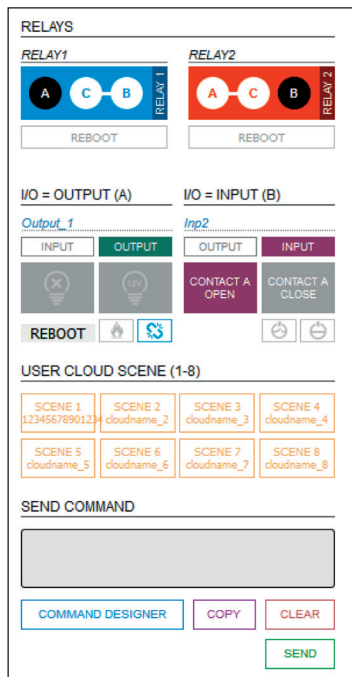 RELAYS
RELAY1 RELAY2
A C B RELAY 1 A C B RELAY 2
REBOOT REBOOT
I/O = OUTPUT (A) I/O = INPUT (B)
Output_1 Inp2
INPUT OUTPUT OUTPUT INPUT
12V CONTACT A OPEN CONTACT A CLOSE
REBOOT
USER CLOUD SCENE (1-8)
SCENE 1 SCENE 2 SCENE 3 SCENE 4
12345678901234 cloudname_2 cloudname_3 cloudname_4
SCENE 5 SCENE 6 SCENE 7 SCENE 8
cloudname_5 cloudname_6 cloudname_7 cloudname_8
SEND COMMAND
COMMAND DESIGNER COPY CLEAR
SEND